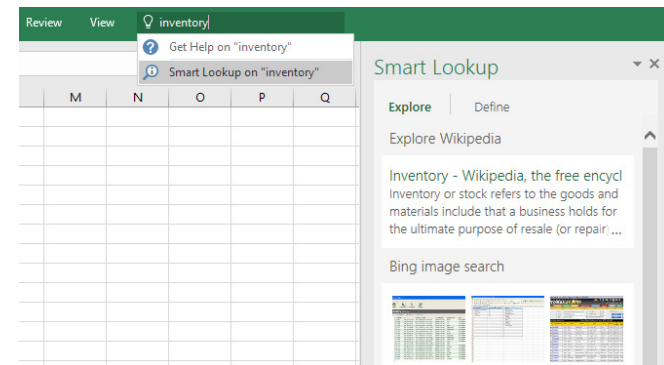 Review View inventory
Get Help on "inventory"
Smart Lookup on "inventory"
M N O P Q
Smart Lookup
Explore Define
Explore Wikipedia
Inventory - Wikipedia, the free encycl
Inventory or stock refers to the goods and
materials include that a business holds for
the ultimate purpose of resale (or repair) ...
Bing image search